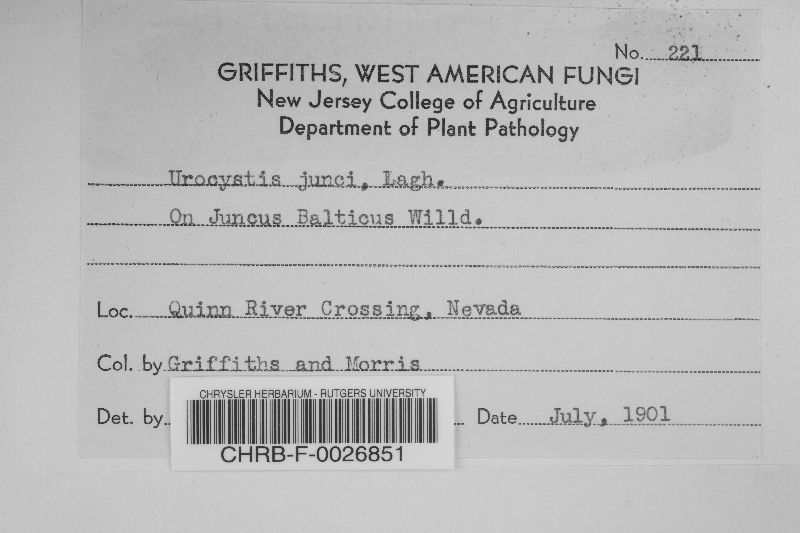 No. 221
GRIFFITHS, WEST AMERICAN FUNGI
New Jersey College of Agriculture
Department of Plant Pathology
Urocystis junci, Lagh.
On Juncus Balticus Willd.
Loc. Quinn River Crossing, Nevada
Col. by Griffiths and Morris
Det. by
Date July, 1901
CHRYSLER HERBARIUM - RUTGERS UNIVERSITY
CHRB-F-0026851